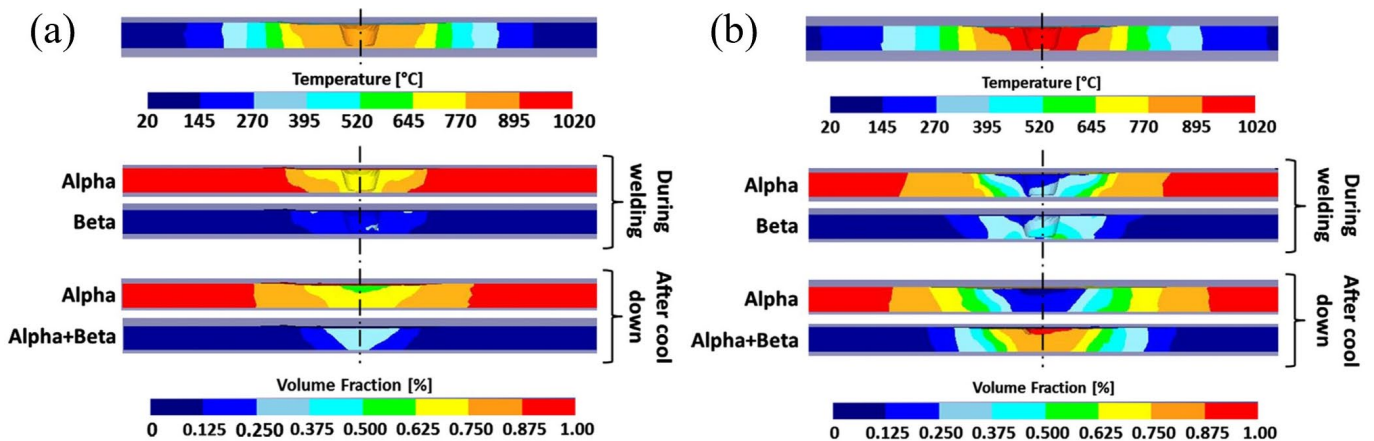 (a)
Temperature [°C]
20 145 270 395 520 645 770 895 1020
Alpha
Beta
During welding
Alpha
Alpha+Beta
After cool down
Volume Fraction [%]
0 0.125 0.250 0.375 0.500 0.625 0.750 0.875 1.00
(b)
Temperature [°C]
20 145 270 395 520 645 770 895 1020
Alpha
Beta
During welding
Alpha
Alpha+Beta
After cool down
Volume Fraction [%]
0 0.125 0.250 0.375 0.500 0.625 0.750 0.875 1.00